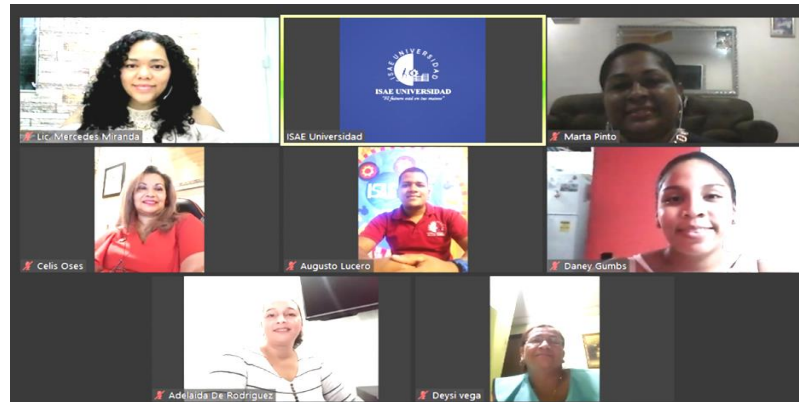 Lic. Mercedes Miranda
ISAE UNIVERSIDAD
ISAE UNIVERSIDAD
"El futuro está en tus manos"
ISAE Universidad
Marta Pinto
Celis Oses
ISAE
Augusto Lucero
Daney Gumbs
Adelaida De Rodriguez
Deysi vega